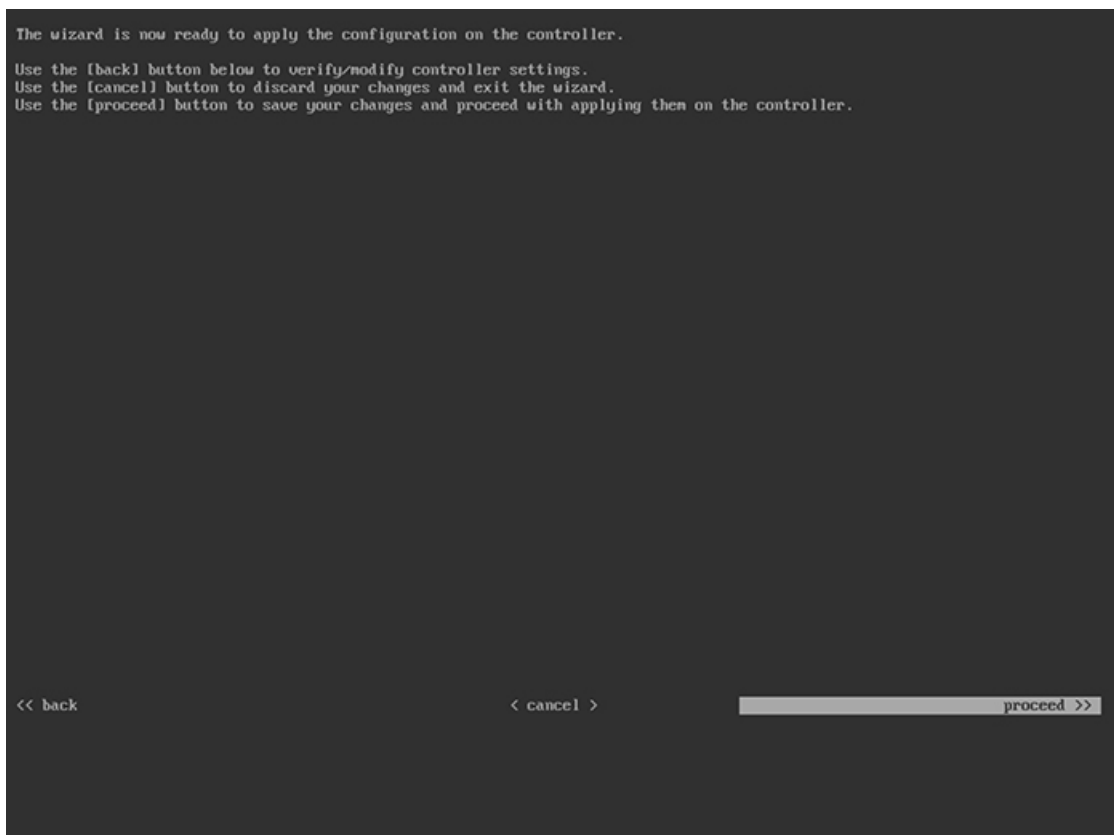 The wizard is now ready to apply the configuration on the controller.
Use the [back] button below to verify/modify controller settings.
Use the [cancel] button to discard your changes and exit the wizard.
Use the [proceed] button to save your changes and proceed with applying them on the controller.
<< back < cancel > proceed >>